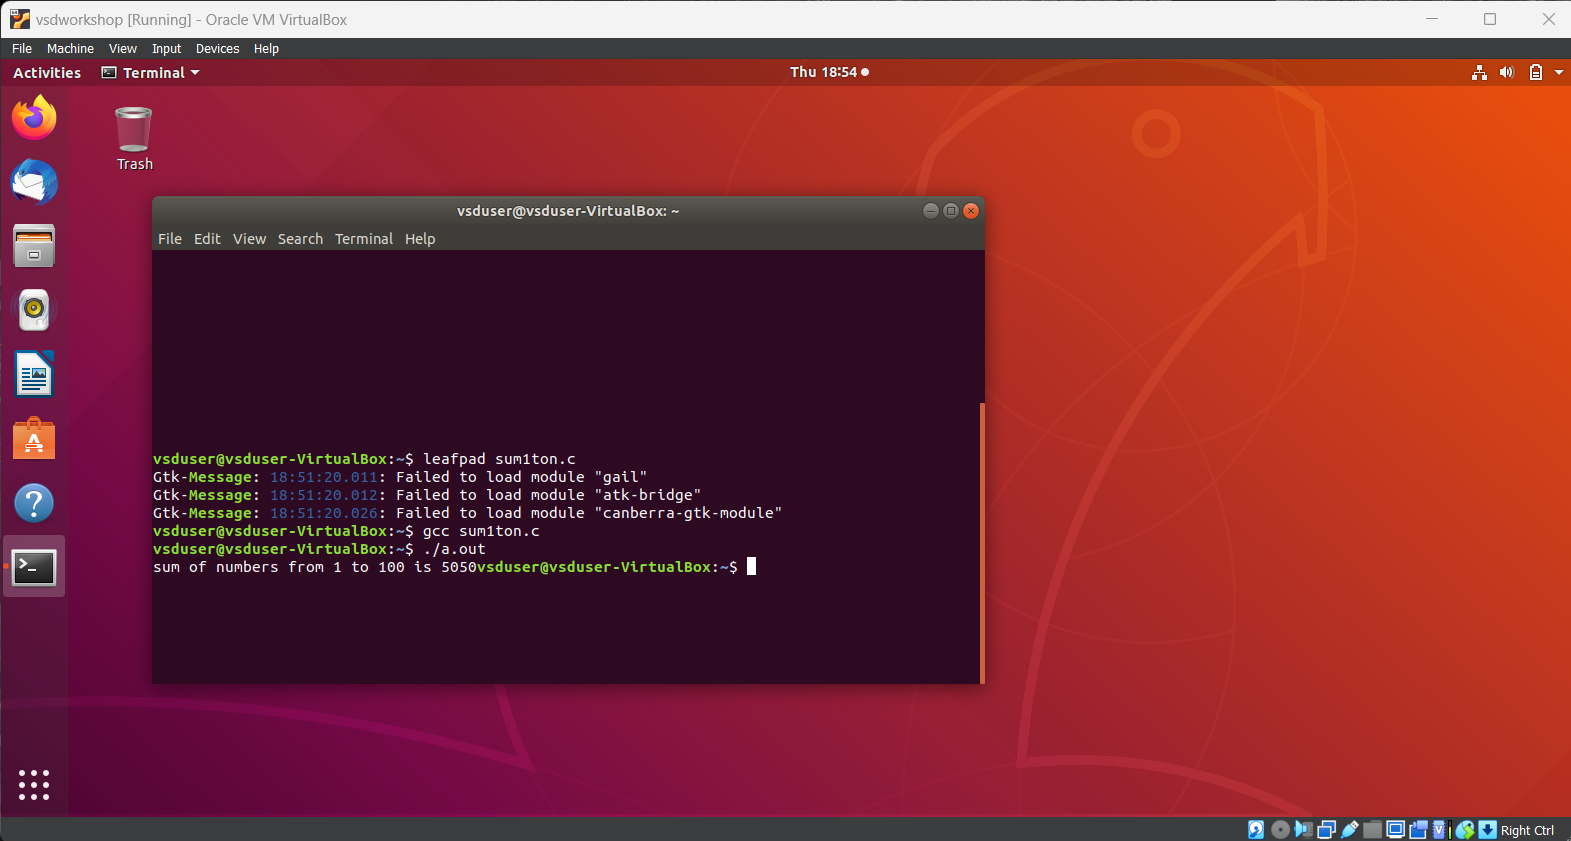 vsdworkshop [Running] - Oracle VM VirtualBox
File Machine View Input Devices Help
Activities Terminal Thu 18:54
Trash
vsduser@vsduser-VirtualBox: ~
File Edit View Search Terminal Help
vsduser@vsduser-VirtualBox:~$ leafpad sum1ton.c
Gtk-Message: 18:51:20.011: Failed to load module "gail"
Gtk-Message: 18:51:20.012: Failed to load module "atk-bridge"
Gtk-Message: 18:51:20.026: Failed to load module "canberra-gtk-module"
vsduser@vsduser-VirtualBox:~$ gcc sum1ton.c
vsduser@vsduser-VirtualBox:~$ ./a.out
sum of numbers from 1 to 100 is 5050vsduser@vsduser-VirtualBox:~$
Right Ctrl